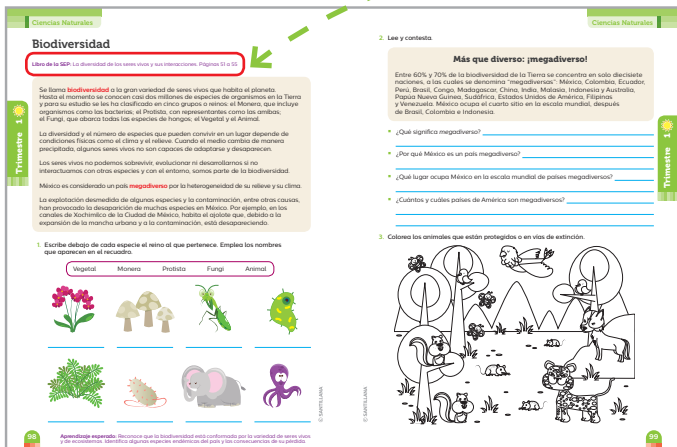 Ciencias Naturales
Biodiversidad
Libro de la SEP: La diversidad de los seres vivos y sus interacciones. Páginas 51 a 55
Se llama biodiversidad a la gran variedad de seres vivos que habita el planeta.
Hasta el momento se conocen casi dos millones de especies de organismos en la Tierra
y para su estudio se les ha clasificado en cinco grupos o reinos: el Monera, que incluye
organismos como las bacterias; el Protista, con representantes como las amibas;
el Fungi, que abarca todas las especies de hongos; el Vegetal y el Animal.
La diversidad y el número de especies que pueden convivir en un lugar depende de
condiciones físicas como el clima y el relieve. Cuando el medio cambia de manera
precipitada, algunos seres vivos no son capaces de adaptarse y desaparecen.
Los seres vivos no podemos sobrevivir, evolucionar ni desarrollarnos si no
interactuamos con otras especies y con el entorno, somos parte de la biodiversidad.
México es considerado un país megadiverso por la heterogeneidad de su relieve y su clima.
La explotación desmedida de algunas especies y la contaminación, entre otras causas,
han provocado la desaparición de muchas especies en México. Por ejemplo, en los
canales de Xochimilco de la Ciudad de México, habita el ajolote que, debido a la
expansión de la mancha urbana y a la contaminación, está desapareciendo.
Trimestre 1
1. Escribe debajo de cada especie el reino al que pertenece. Emplea los nombres
que aparecen en el recuadro.
Vegetal Monera Protista Fungi Animal
© SANTILLANA
98
Aprendizaje esperado: Reconoce que la biodiversidad está conformada por la variedad de seres vivos
y de ecosistemas. Identifica algunas especies endémicas del país y las consecuencias de su pérdida.
Ciencias Naturales
2. Lee y contesta.
Más que diverso: ¡megadiverso!
Entre 60% y 70% de la biodiversidad de la Tierra se concentra en solo diecisiete
naciones, a las cuales se denomina "megadiversas": México, Colombia, Ecuador,
Perú, Brasil, Congo, Madagascar, China, India, Malasia, Indonesia y Australia,
Papúa Nueva Guinea, Sudáfrica, Estados Unidos de América, Filipinas
y Venezuela. México ocupa el cuarto sitio en la escala mundial, después
de Brasil, Colombia e Indonesia.
• ¿Qué significa megadiverso?
• ¿Por qué México es un país megadiverso?
• ¿Qué lugar ocupa México en la escala mundial de países megadiversos?
• ¿Cuántos y cuáles países de América son megadiversos?
Trimestre 1
3. Colorea los animales que están protegidos o en vías de extinción.
© SANTILLANA
99